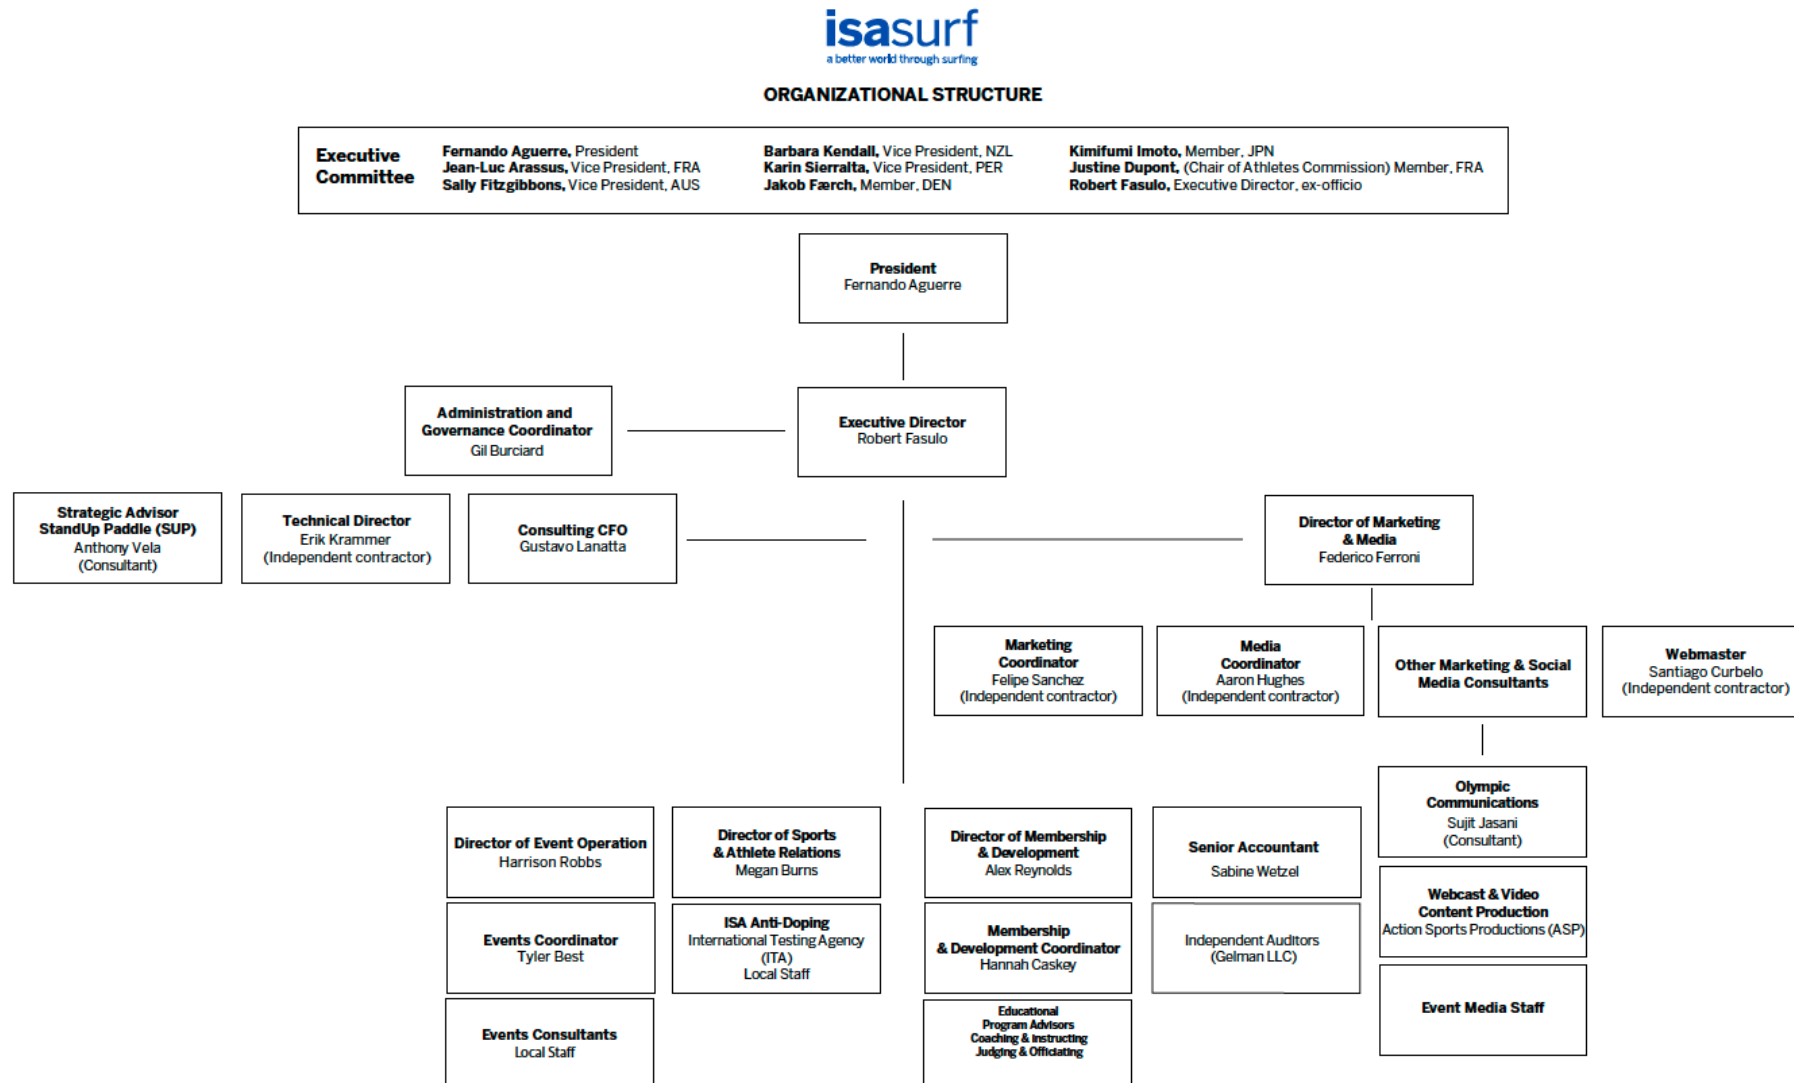 isasurf
a better world through surfing
ORGANIZATIONAL STRUCTURE
Executive
Committee
Fernando Aguerre, President
Jean-Luc Arassus, Vice President, FRA
Sally Fitzgibbons, Vice President, AUS
Barbara Kendall, Vice President, NZL
Karin Sierralta, Vice President, PER
Jakob Færch, Member, DEN
Kimifumi Imoto, Member, JPN
Justine Dupont, (Chair of Athletes Commission) Member, FRA
Robert Fasulo, Executive Director, ex-officio
President
Fernando Aguerre
Administration and
Governance Coordinator
Gil Burciard
Executive Director
Robert Fasulo
Strategic Advisor
StandUp Paddle (SUP)
Anthony Vela
(Consultant)
Technical Director
Erik Krammer
(Independent contractor)
Consulting CFO
Gustavo Lanatta
Director of Marketing
& Media
Federico Ferroni
Marketing
Coordinator
Felipe Sanchez
(Independent contractor)
Media
Coordinator
Aaron Hughes
(Independent contractor)
Other Marketing & Social
Media Consultants
Webmaster
Santiago Curbelo
(Independent contractor)
Olympic
Communications
Sujit Jasani
(Consultant)
Director of Event Operation
Harrison Robbs
Director of Sports
& Athlete Relations
Megan Burns
Director of Membership
& Development
Alex Reynolds
Senior Accountant
Sabine Wetzel
Webcast & Video
Content Production
Action Sports Productions (ASP)
Events Coordinator
Tyler Best
ISA Anti-Doping
International Testing Agency
(ITA)
Local Staff
Membership
& Development Coordinator
Hannah Caskey
Independent Auditors
(Gelman LLC)
Event Media Staff
Events Consultants
Local Staff
Educational
Program Advisors
Coaching & Instructing
Judging & Officiating